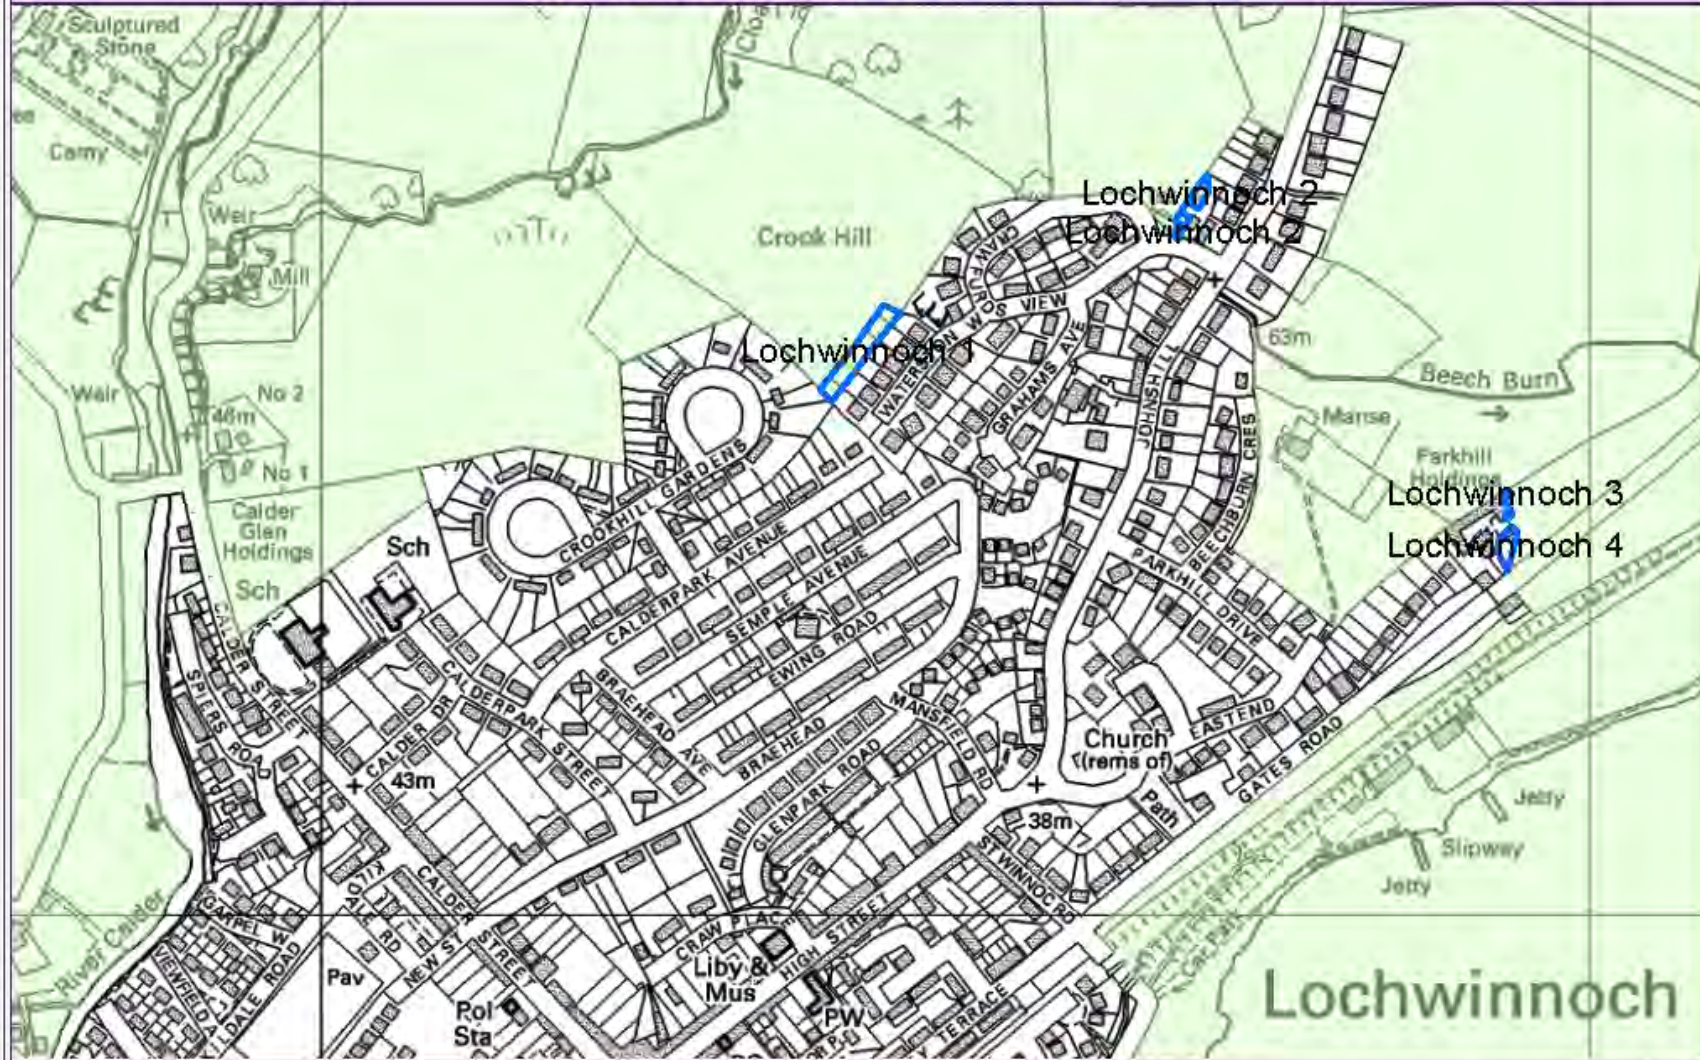 Sculptured
Stone
Camy
Weir
Mill
Crook Hill
Lochwinnoch 2
Lochwinnoch 2
Lochwinnoch 1
CRAWFURDS
VIEW
WATERSTON WAY
GRAHAMS AVE
JOHNSHILL
63m
Beech Burn
Weir
No 2
46m
No 1
Manse
Parkhill
Holdings
Lochwinnoch 3
Lochwinnoch 4
Calder
Glen
Holdings
Sch
Sch
CROOKHILL GARDENS
CALDERPARK AVENUE
SEMPLE AVENUE
EWING ROAD
BEECHBURN CRES
PARKHILL DRIVE
CALDER STREET
SPIERS ROAD
CALDER DR
CALDERPARK STREET
BRAEHEAD AVE
BRAEHEAD
MANSFIELD RD
GLENPARK ROAD
EASTEND
GATES ROAD
Church
(rems of)
Path
43m
38m
Jetty
Slipway
Jetty
ST WINNOC RD
KILDALE RD
CALDER STREET
NEW S
GARPEL W
VIEWFIELD A
River Calder
CRAW PLACE
HIGH STREET
Liby &
Mus
Pav
Pol
Sta
PW
TERRACE
Car Park
Lochwinnoch